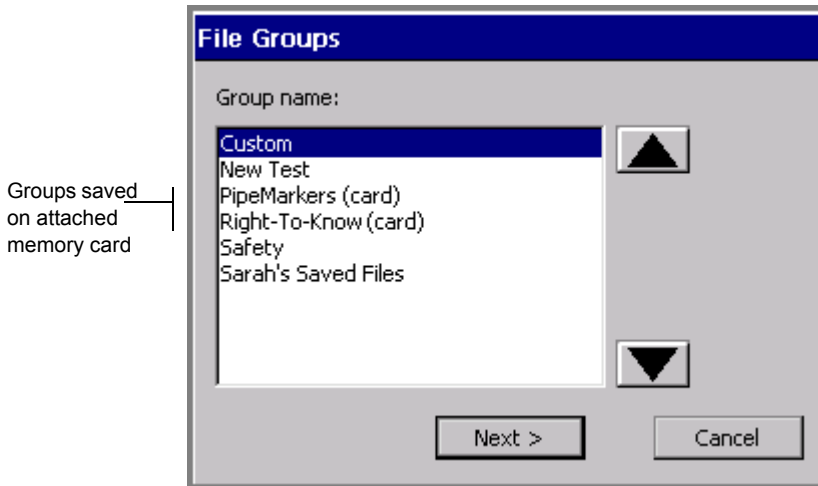 File Groups
Group name:
Custom
New Test
PipeMarkers (card)
Right-To-Know (card)
Safety
Sarah's Saved Files
Groups saved
on attached
memory card
Next >
Cancel